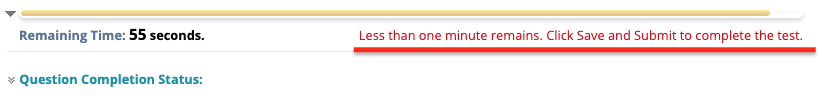 Remaining Time: 55 seconds.
Less than one minute remains. Click Save and Submit to complete the test.
Question Completion Status: